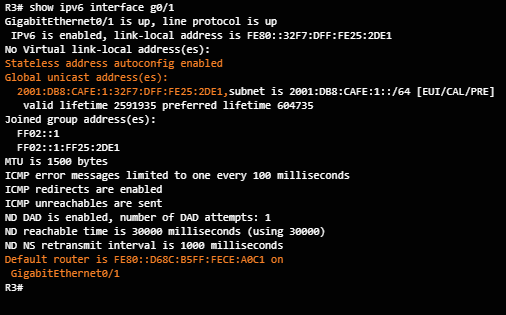 R3# show ipv6 interface g0/1
GigabitEthernet0/1 is up, line protocol is up
IPv6 is enabled, link-local address is FE80::32F7:DFF:FE25:2DE1
No Virtual link-local address(es):
Stateless address autoconfig enabled
Global unicast address(es):
2001:DB8:CAFE:1:32F7:DFF:FE25:2DE1,subnet is 2001:DB8:CAFE:1::/64 [EUI/CAL/PRE]
valid lifetime 2591935 preferred lifetime 604735
Joined group address(es):
FF02::1
FF02::1:FF25:2DE1
MTU is 1500 bytes
ICMP error messages limited to one every 100 milliseconds
ICMP redirects are enabled
ICMP unreachables are sent
ND DAD is enabled, number of DAD attempts: 1
ND reachable time is 30000 milliseconds (using 30000)
ND NS retransmit interval is 1000 milliseconds
Default router is FE80::D68C:B5FF:FECE:A0C1 on
GigabitEthernet0/1
R3#